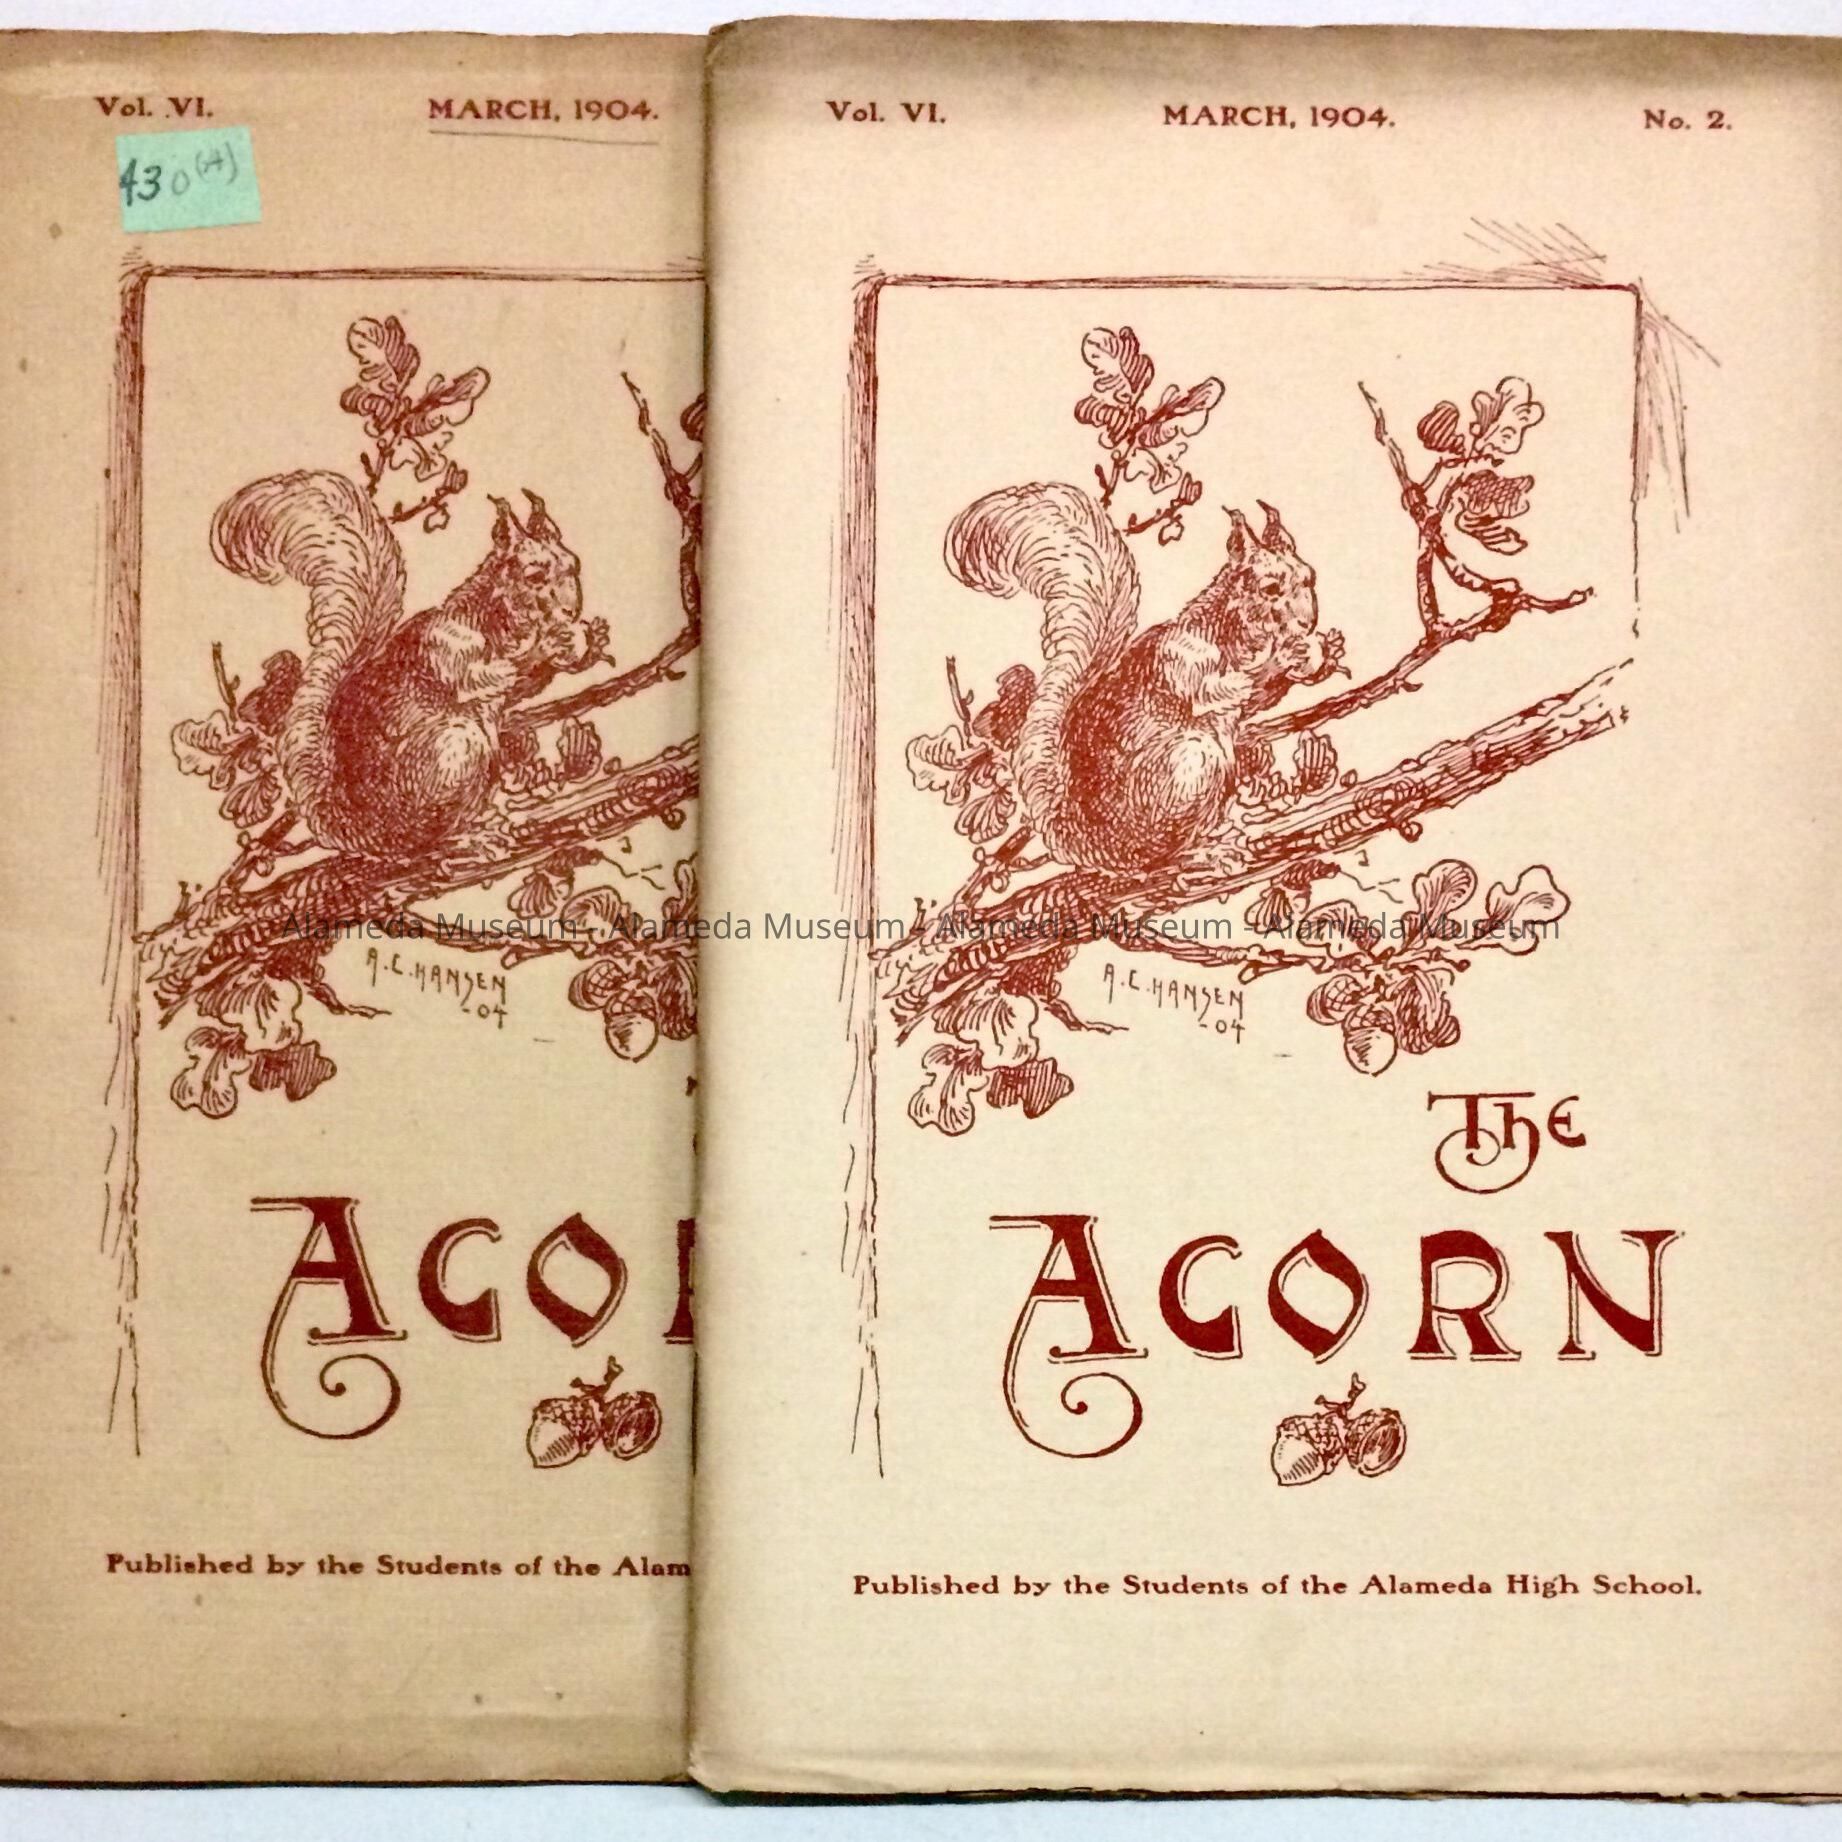 Vol. VI. MARCH, 1904.
430 (A)
A.C. HANSEN
-04
ACO
Published by the Students of the Alam
Vol. VI. MARCH, 1904. No. 2.
A.C. HANSEN
-04
The
ACORN
Published by the Students of the Alameda High School.
Alameda Museum - Alameda Museum - Alameda Museum - Alameda Museum